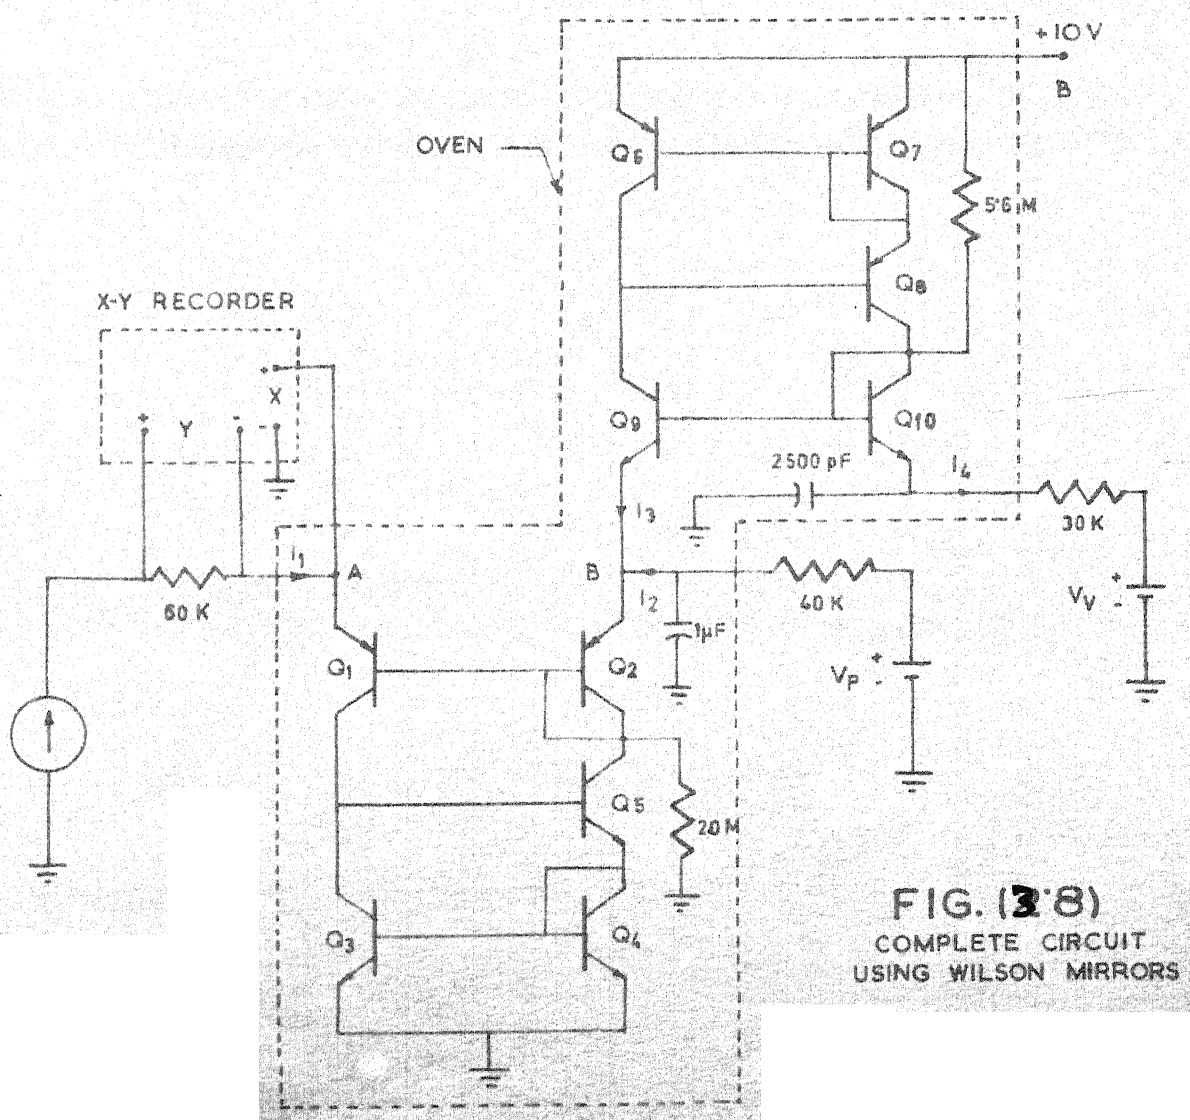 +10V
B
OVEN
Q6
Q7
5·6 M
Q8
X-Y RECORDER
+
X
+ Y - -
Q9
Q10
2500 pF
I4
30 K
I3
I1
A
B
60 K
I2
40 K
1µF
+
VV
-
Q1
Q2
+
VP
-
Q5
20 M
Q3
Q4
FIG. (3·8)
COMPLETE CIRCUIT
USING WILSON MIRRORS